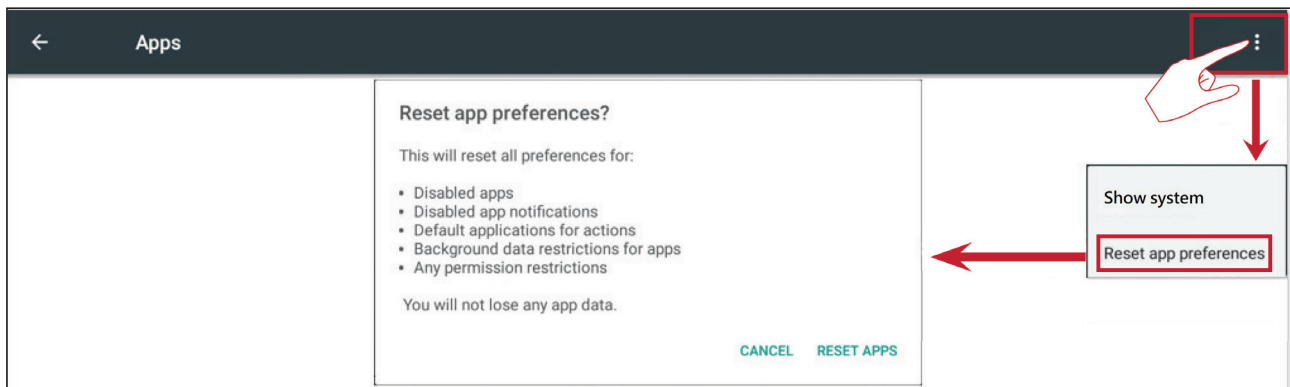 Apps
Reset app preferences?
This will reset all preferences for:
• Disabled apps
• Disabled app notifications
• Default applications for actions
• Background data restrictions for apps
• Any permission restrictions
You will not lose any app data.
CANCEL RESET APPS
Show system
Reset app preferences